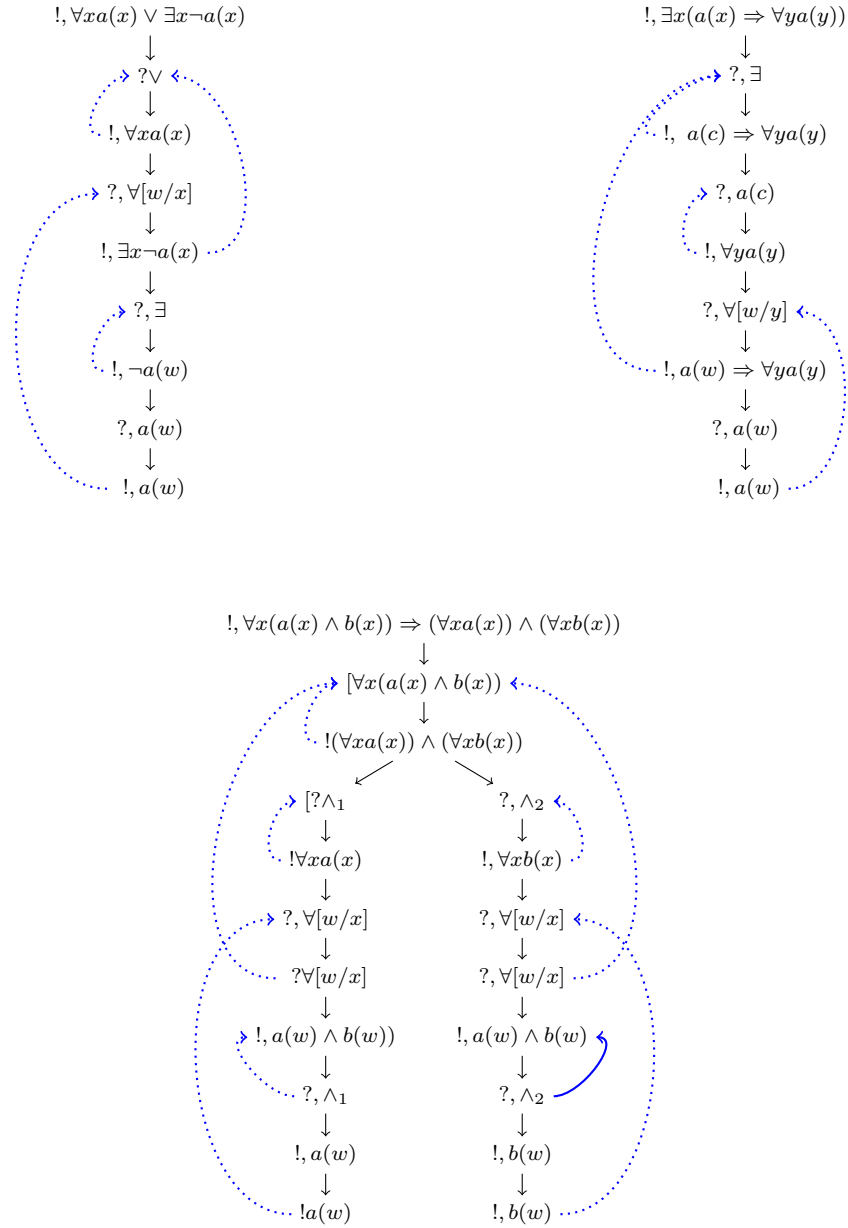 !, ∀xa(x) ∨ ∃x¬a(x)
?∨
!, ∀xa(x)
?, ∀[w/x]
!, ∃x¬a(x)
?, ∃
!, ¬a(w)
?, a(w)
!, a(w)
!, ∃x(a(x) ⇒ ∀ya(y))
?, ∃
!, a(c) ⇒ ∀ya(y)
?, a(c)
!, ∀ya(y)
?, ∀[w/y]
!, a(w) ⇒ ∀ya(y)
?, a(w)
!, a(w)
!, ∀x(a(x) ∧ b(x)) ⇒ (∀xa(x)) ∧ (∀xb(x))
[∀x(a(x) ∧ b(x))
!(∀xa(x)) ∧ (∀xb(x))
[?∧₁
!∀xa(x)
?, ∀[w/x]
?∀[w/x]
!, a(w) ∧ b(w))
?, ∧₁
!, a(w)
!a(w)
?, ∧₂
!, ∀xb(x)
?, ∀[w/x]
?, ∀[w/x]
!, a(w) ∧ b(w)
?, ∧₂
!, b(w)
!, b(w)